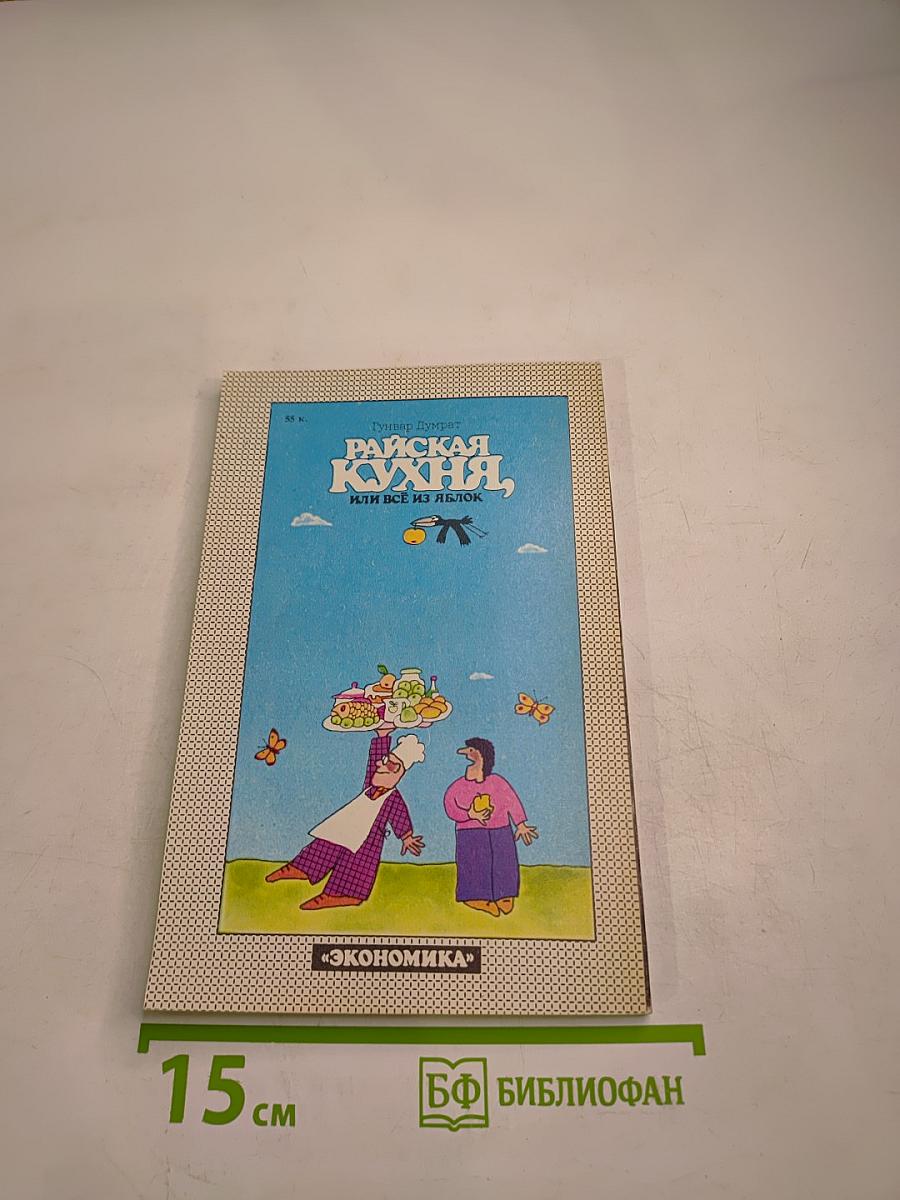 55 к.
Гунвар Думрат
РАЙСКАЯ
КУХНЯ,
ИЛИ ВСЁ ИЗ ЯБЛОК
«ЭКОНОМИКА»
15 см
БФ БИБЛИОФАН